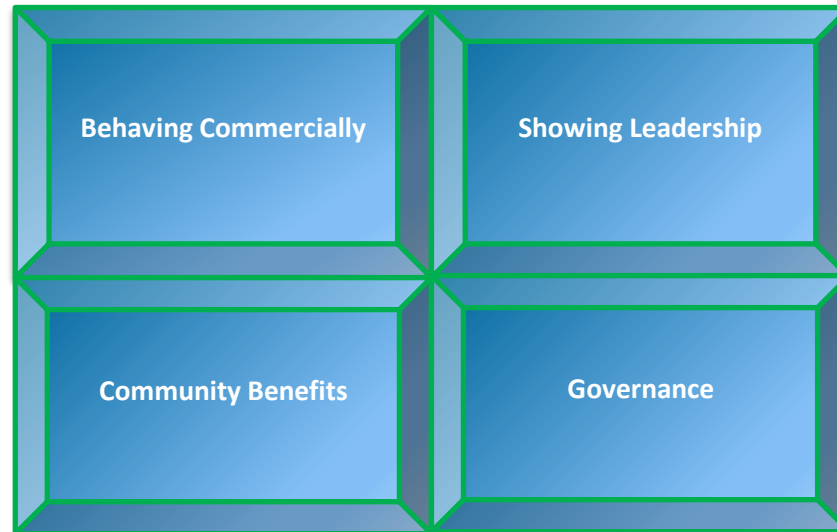 Behaving Commercially
Showing Leadership
Community Benefits
Governance